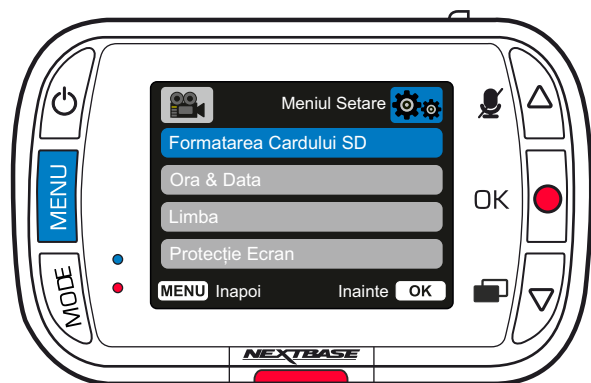 Meniul Setare
Formatarea Cardului SD
Ora & Data
MENU
Limba
OK
Protecție Ecran
MODE
MENU Inapoi Inainte OK
NEXTBASE